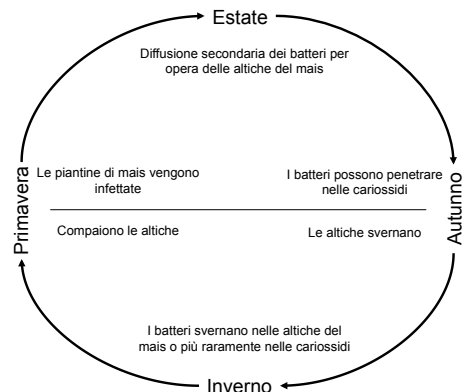 Estate
Diffusione secondaria dei batteri per
opera delle altiche del mais
Primavera
Le piantine di mais vengono
infettate
I batteri possono penetrare
nelle cariossidi
Autunno
Compaiono le altiche
Le altiche svernano
I batteri svernano nelle altiche del
mais o più raramente nelle cariossidi
Inverno